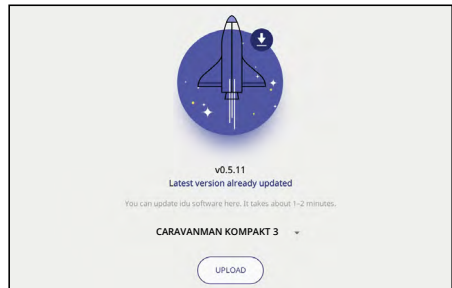 v0.5.11
Latest version already updated
You can update idu software here. It takes about 1-2 minutes.
CARAVANMAN KOMPAKT 3
UPLOAD